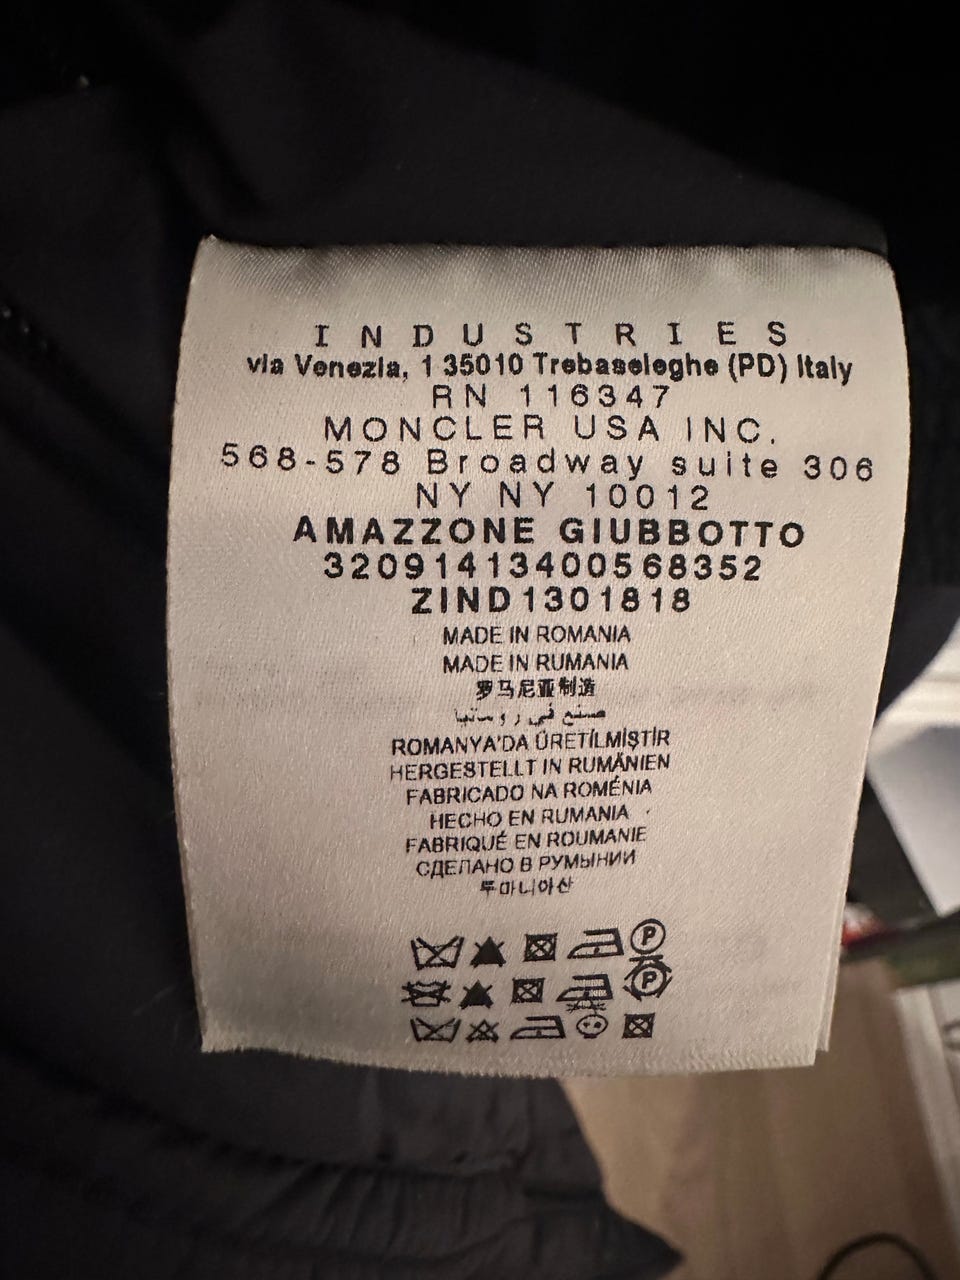 INDUSTRIES
via Venezia, 1 35010 Trebaseleghe (PD) Italy
RN 116347
MONCLER USA INC.
568-578 Broadway suite 306
NY NY 10012
AMAZZONE GIUBBOTTO
32091413400568352
ZIND1301818
MADE IN ROMANIA
MADE IN RUMANIA
罗马尼亚制造
صنع في رومانيا
ROMANYA'DA ÜRETİLMİŞTİR
HERGESTELLT IN RUMÄNIEN
FABRICADO NA ROMÉNIA
HECHO EN RUMANIA
FABRIQUÉ EN ROUMANIE
СДЕЛАНО В РУМЫНИИ
루마니아산
P
P